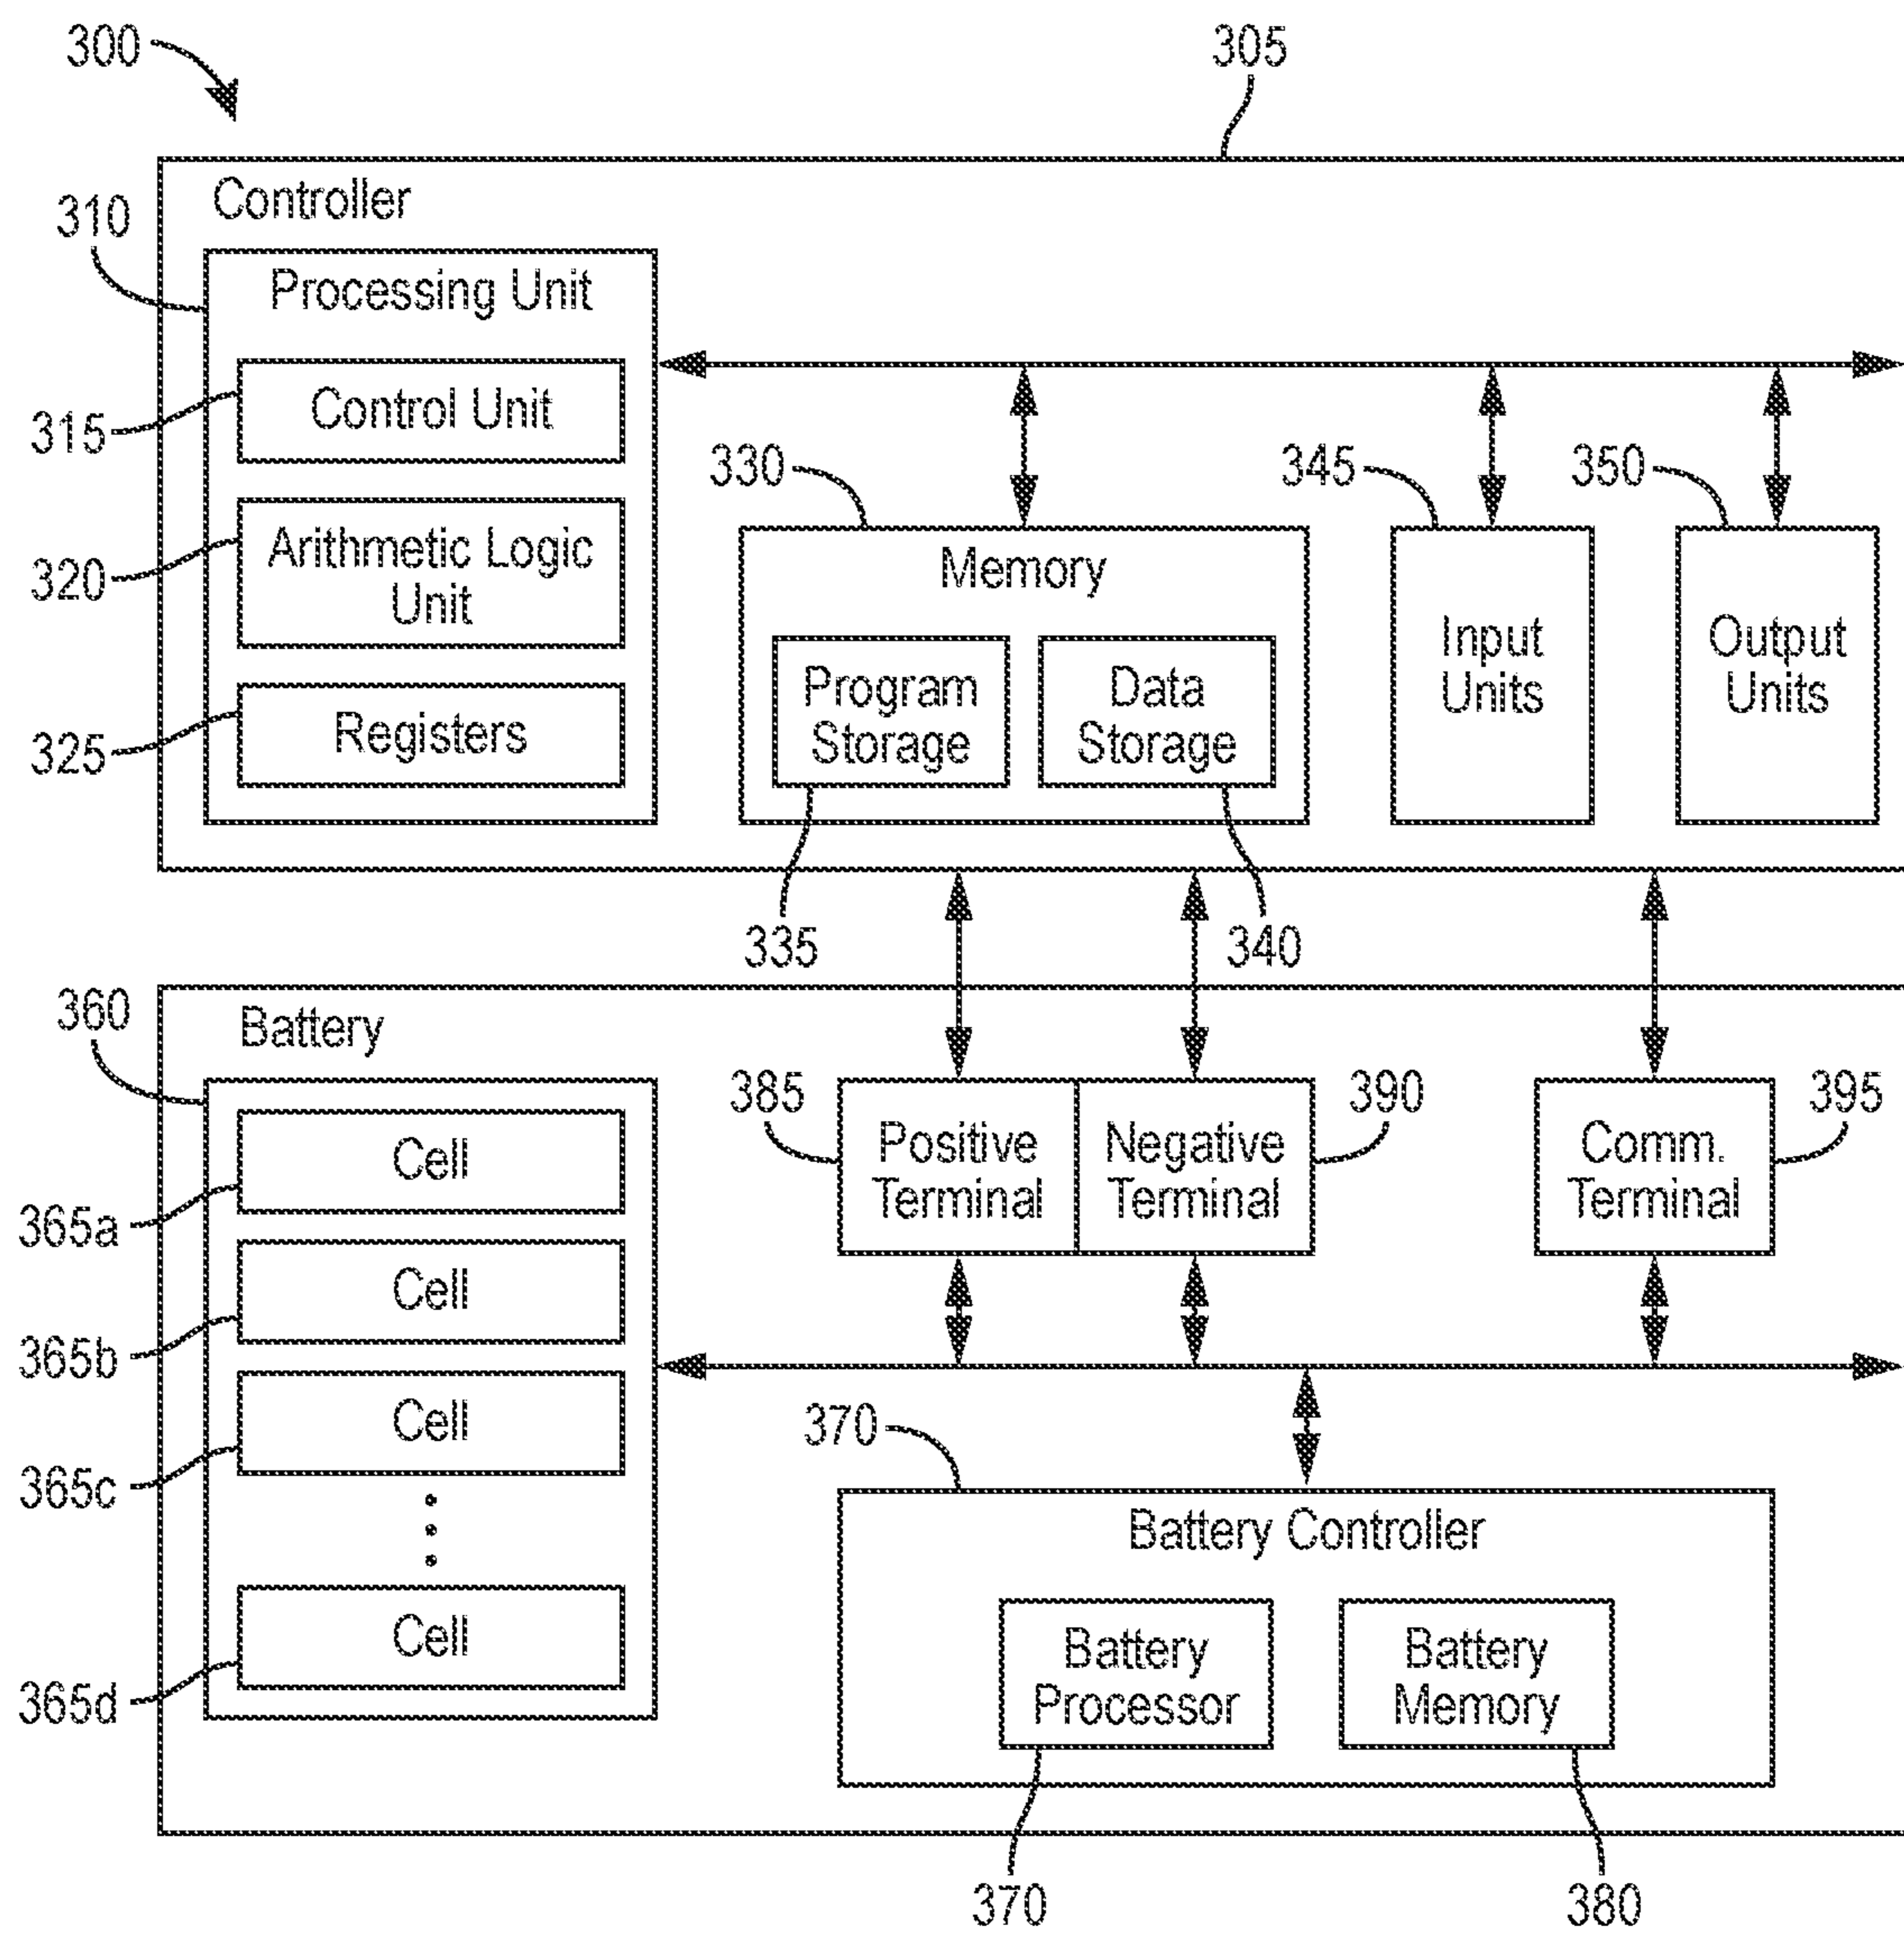 300
305
Controller
310
Processing Unit
315
Control Unit
320
Arithmetic Logic
Unit
325
Registers
330
Memory
Program
Storage
Data
Storage
335
340
345
Input
Units
350
Output
Units
360
Battery
365a
Cell
365b
Cell
365c
Cell
365d
Cell
385
Positive
Terminal
Negative
Terminal
390
Comm.
Terminal
395
370
Battery Controller
Battery
Processor
Battery
Memory
370
380